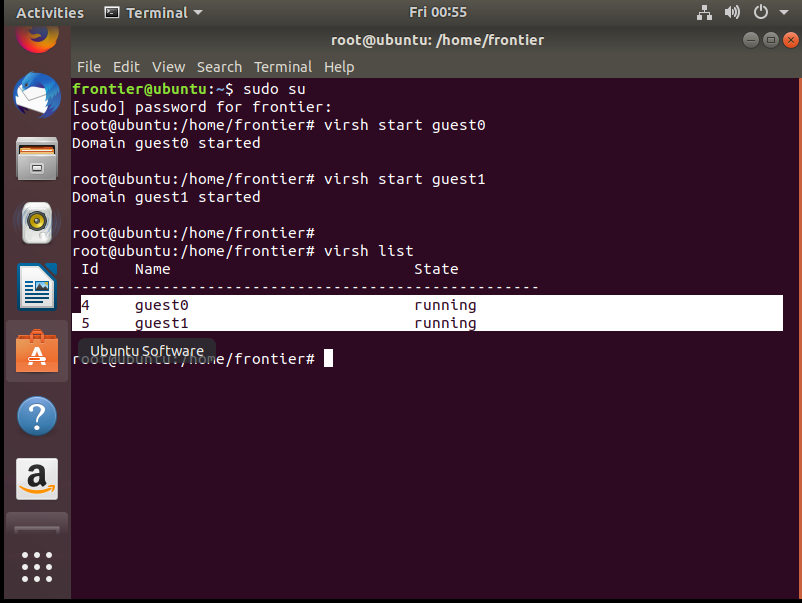 Activities Terminal Fri 00:55
root@ubuntu: /home/frontier
File Edit View Search Terminal Help
frontier@ubuntu:~$ sudo su
[sudo] password for frontier:
root@ubuntu:/home/frontier# virsh start guest0
Domain guest0 started
root@ubuntu:/home/frontier# virsh start guest1
Domain guest1 started
root@ubuntu:/home/frontier#
root@ubuntu:/home/frontier# virsh list
Id Name State
----------------------------------------------------
4 guest0 running
5 guest1 running
Ubuntu Software
root@ubuntu:/home/frontier#